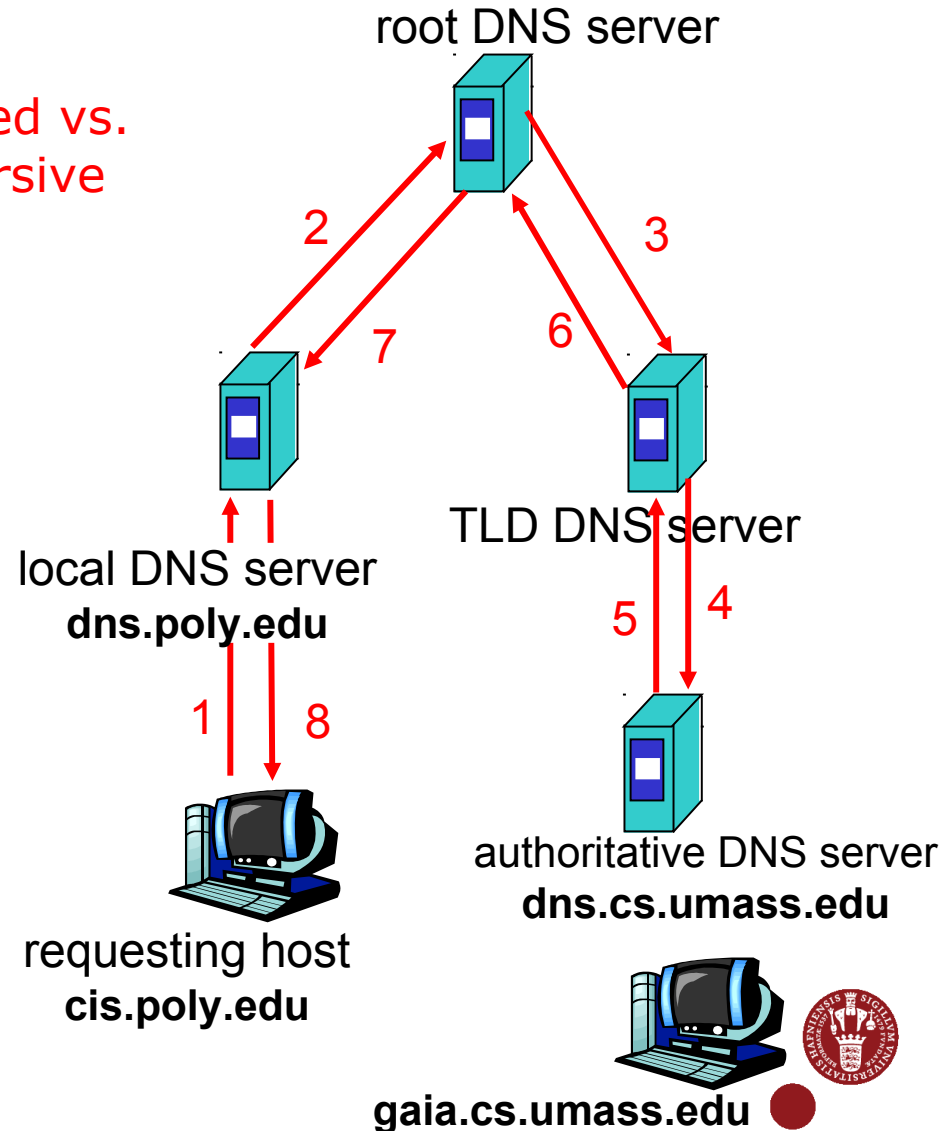 root DNS server
ed vs.
rsive
2
3
7
6
TLD DNS server
local DNS server
dns.poly.edu
5
4
1
8
authoritative DNS server
dns.cs.umass.edu
requesting host
cis.poly.edu
gaia.cs.umass.edu